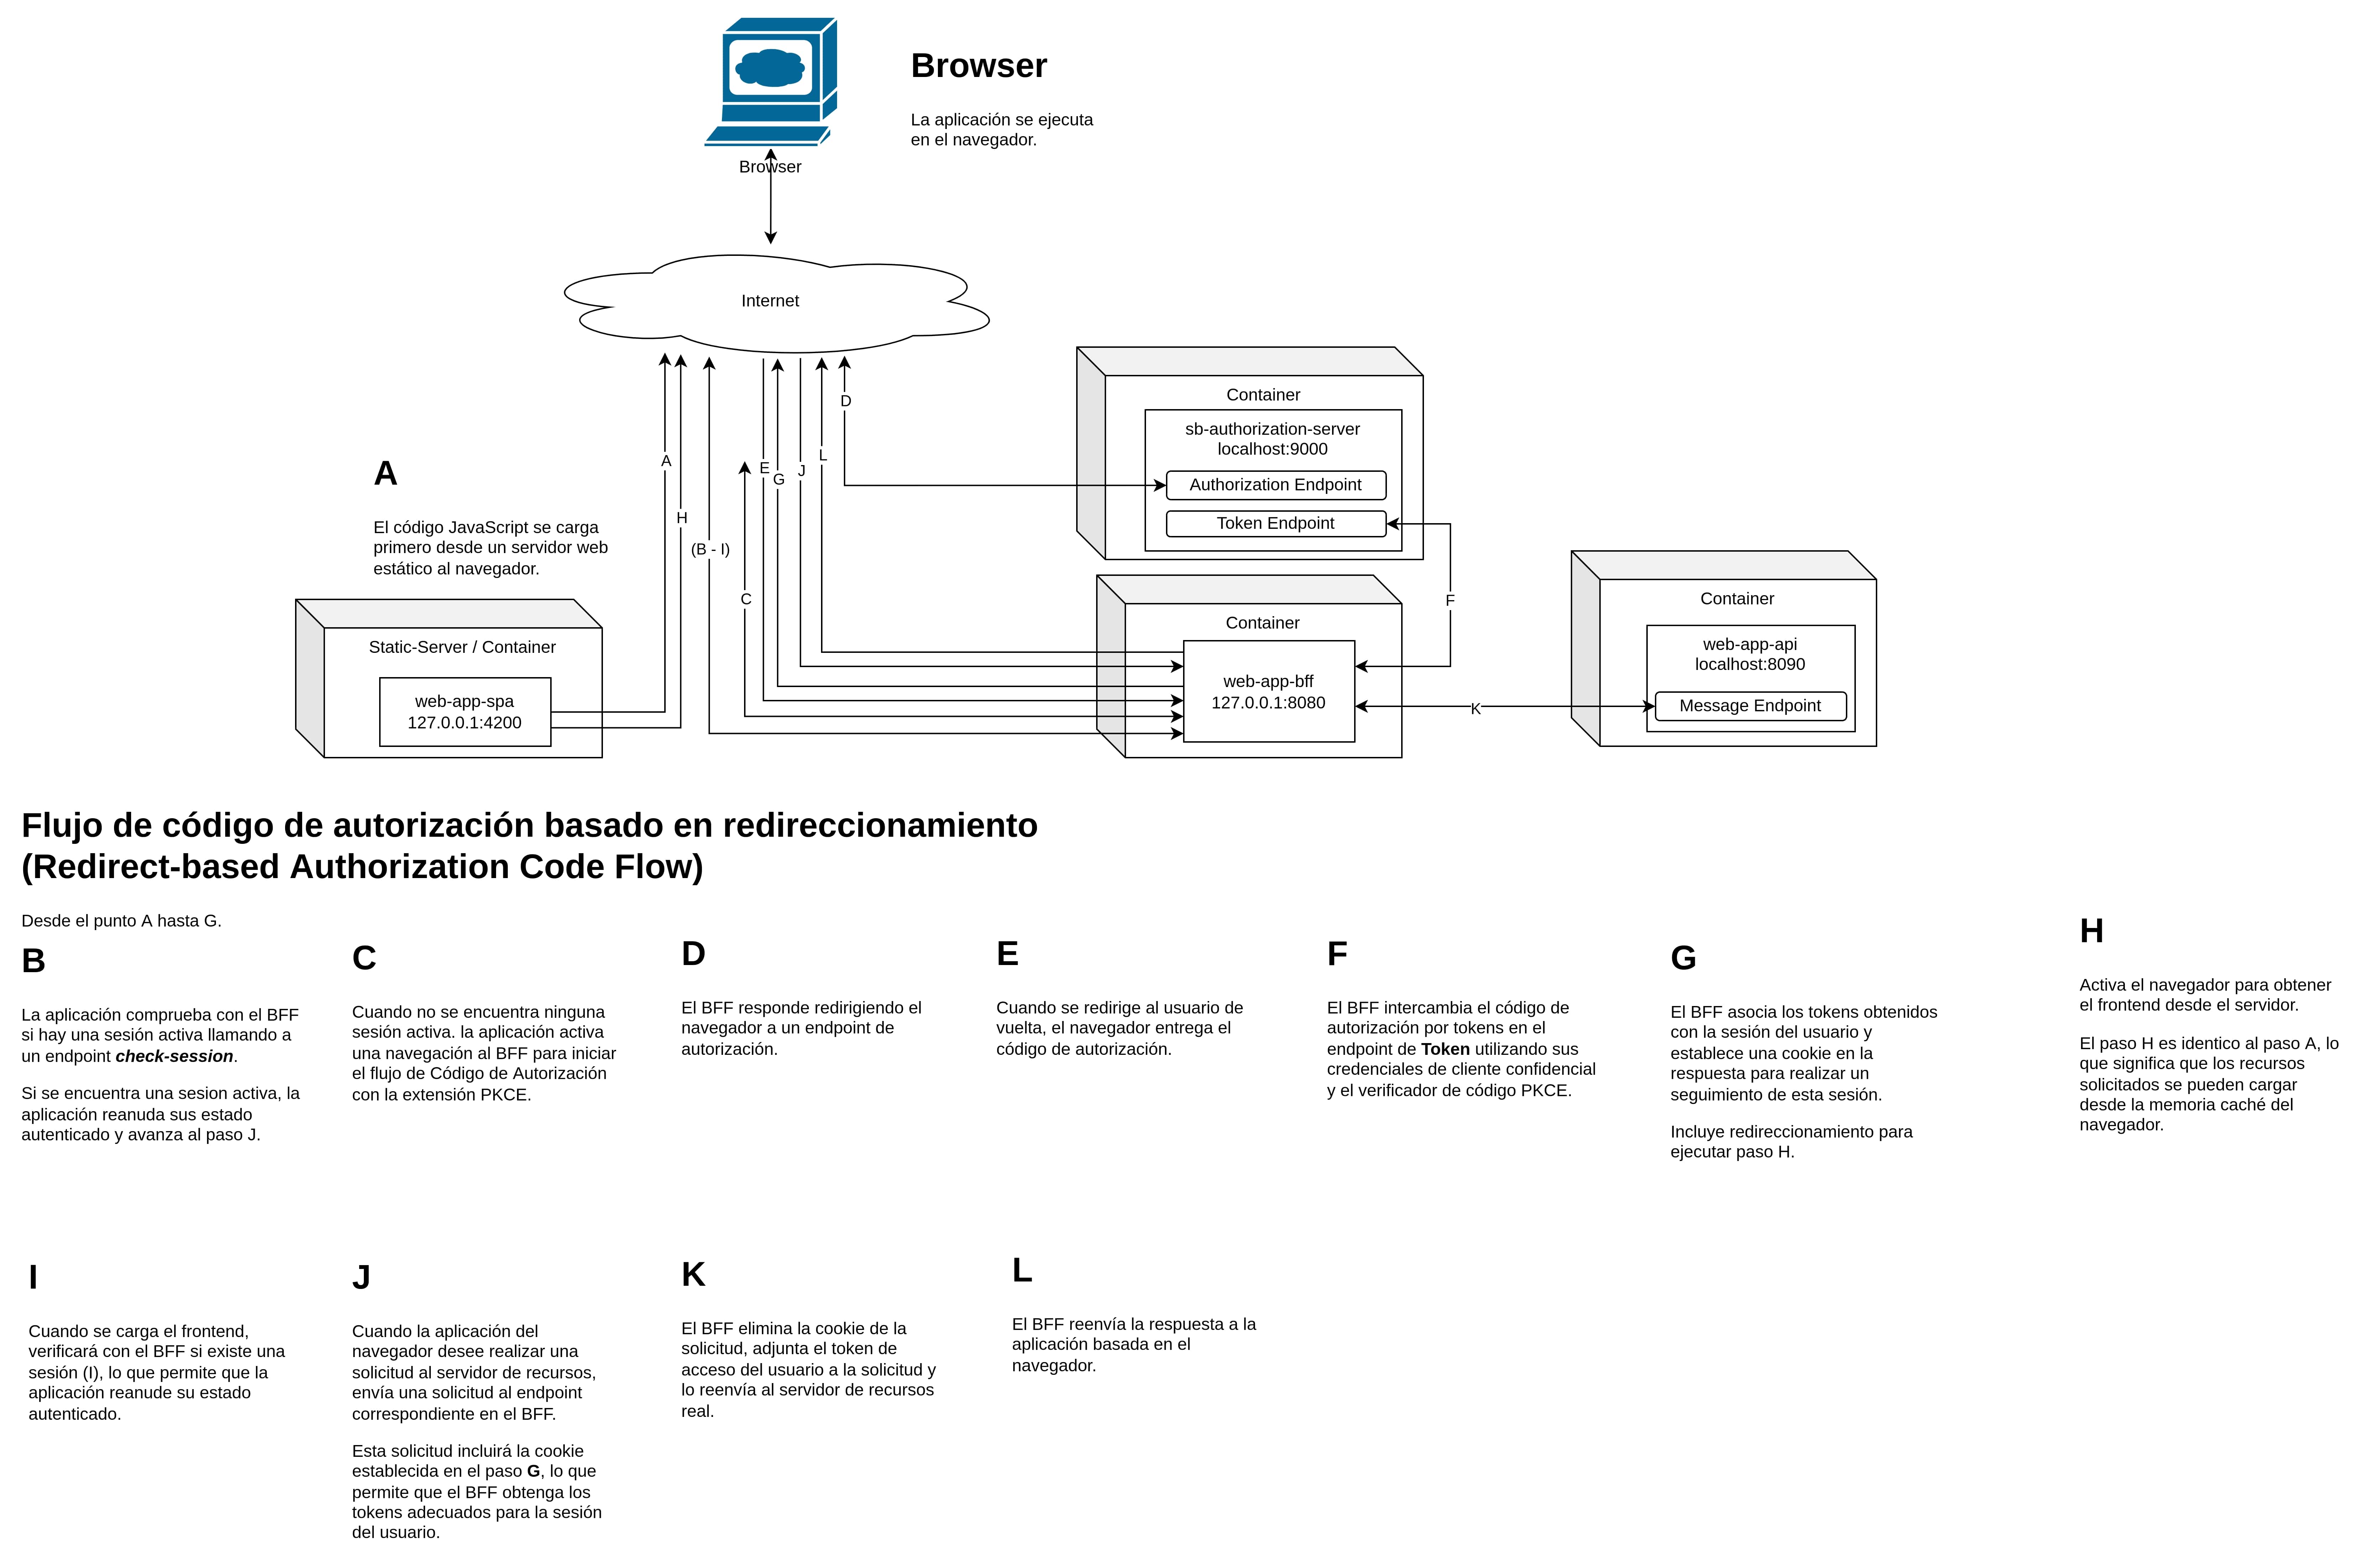 Browser
La aplicación se ejecuta
en el navegador.
Browser
Internet
A
H
(B - I)
C
E
G
J
L
D
Container
sb-authorization-server
localhost:9000
Authorization Endpoint
Token Endpoint
F
A
El código JavaScript se carga
primero desde un servidor web
estático al navegador.
Static-Server / Container
web-app-spa
127.0.0.1:4200
Container
web-app-bff
127.0.0.1:8080
K
Container
web-app-api
localhost:8090
Message Endpoint
Flujo de código de autorización basado en redireccionamiento
(Redirect-based Authorization Code Flow)
Desde el punto A hasta G.
B
La aplicación comprueba con el BFF
si hay una sesión activa llamando a
un endpoint check-session.
Si se encuentra una sesion activa, la
aplicación reanuda sus estado
autenticado y avanza al paso J.
C
Cuando no se encuentra ninguna
sesión activa. la aplicación activa
una navegación al BFF para iniciar
el flujo de Código de Autorización
con la extensión PKCE.
D
El BFF responde redirigiendo el
navegador a un endpoint de
autorización.
E
Cuando se redirige al usuario de
vuelta, el navegador entrega el
código de autorización.
F
El BFF intercambia el código de
autorización por tokens en el
endpoint de Token utilizando sus
credenciales de cliente confidencial
y el verificador de código PKCE.
G
El BFF asocia los tokens obtenidos
con la sesión del usuario y
establece una cookie en la
respuesta para realizar un
seguimiento de esta sesión.
Incluye redireccionamiento para
ejecutar paso H.
H
Activa el navegador para obtener
el frontend desde el servidor.
El paso H es identico al paso A, lo
que significa que los recursos
solicitados se pueden cargar
desde la memoria caché del
navegador.
I
Cuando se carga el frontend,
verificará con el BFF si existe una
sesión (I), lo que permite que la
aplicación reanude su estado
autenticado.
J
Cuando la aplicación del
navegador desee realizar una
solicitud al servidor de recursos,
envía una solicitud al endpoint
correspondiente en el BFF.
Esta solicitud incluirá la cookie
establecida en el paso G, lo que
permite que el BFF obtenga los
tokens adecuados para la sesión
del usuario.
K
El BFF elimina la cookie de la
solicitud, adjunta el token de
acceso del usuario a la solicitud y
lo reenvía al servidor de recursos
real.
L
El BFF reenvía la respuesta a la
aplicación basada en el
navegador.